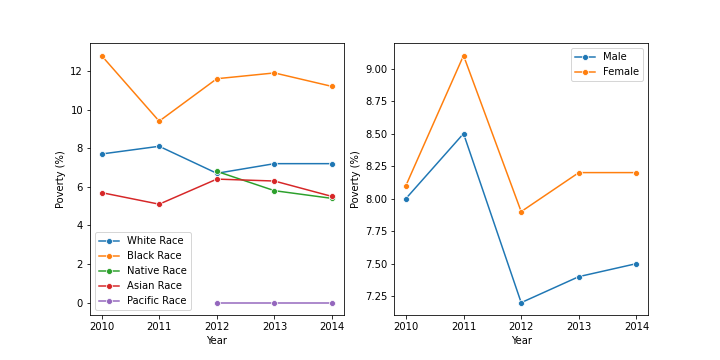 Poverty (%)
12
10
8
6
4
2
0
White Race
Black Race
Native Race
Asian Race
Pacific Race
2010 2011 2012 2013 2014
Year
Poverty (%)
9.00
8.75
8.50
8.25
8.00
7.75
7.50
7.25
Male
Female
2010 2011 2012 2013 2014
Year